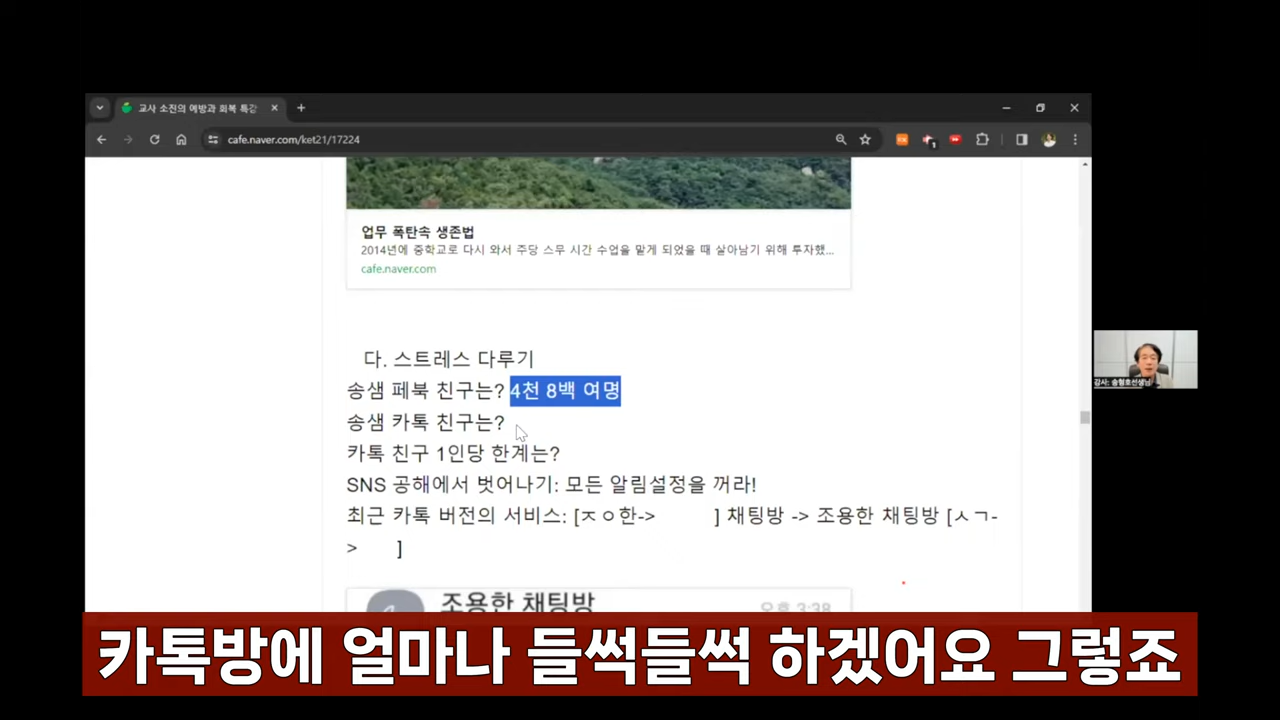 교사 소진의 예방과 회복 특강
cafe.naver.com/ket21/17224
업무 폭탄속 생존법
2014년에 중학교로 다시 와서 주당 스무 시간 수업을 맡게 되었을 때 살아남기 위해 투자했...
cafe.naver.com
다. 스트레스 다루기
송샘 페북 친구는? 4천 8백 여명
송샘 카톡 친구는?
카톡 친구 1인당 한계는?
SNS 공해에서 벗어나기: 모든 알림설정을 꺼라!
최근 카톡 버전의 서비스: [ㅈㅇ한-> ] 채팅방 -> 조용한 채팅방 [ㅅㄱ-
> ]
조용한 채팅방
오후 3:38
강사: 송형호선생님
카톡방에 얼마나 들썩들썩 하겠어요 그렇죠